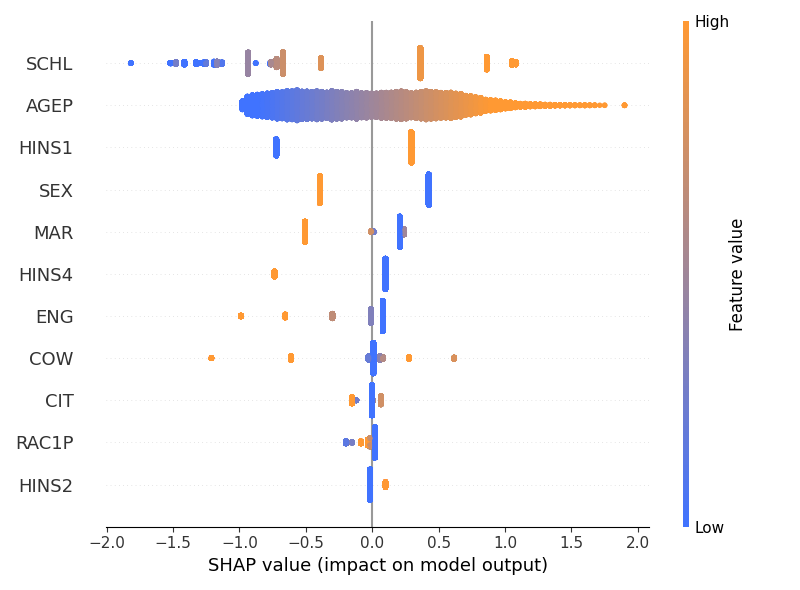 High
SCHL
AGEP
HINS1
SEX
MAR
HINS4
ENG
COW
CIT
RAC1P
HINS2
Feature value
Low
−2.0 −1.5 −1.0 −0.5 0.0 0.5 1.0 1.5 2.0
SHAP value (impact on model output)